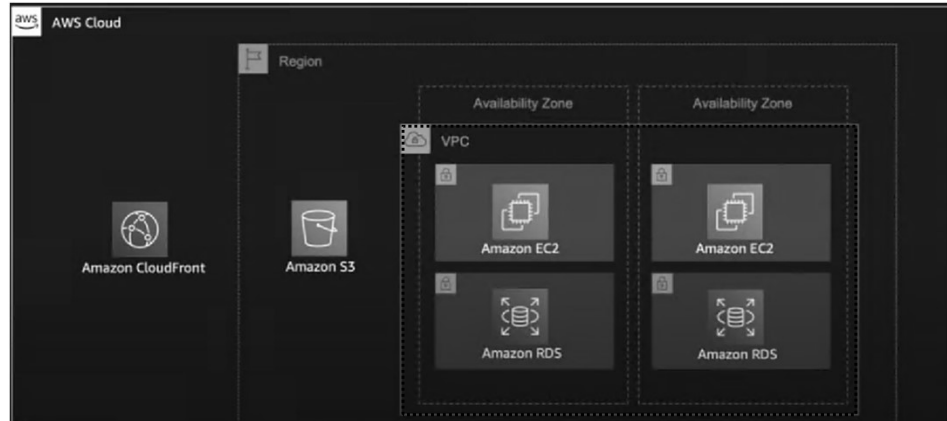 aws
AWS Cloud
Region
Availability Zone
Availability Zone
VPC
Amazon EC2
Amazon EC2
Amazon CloudFront
Amazon S3
Amazon RDS
Amazon RDS